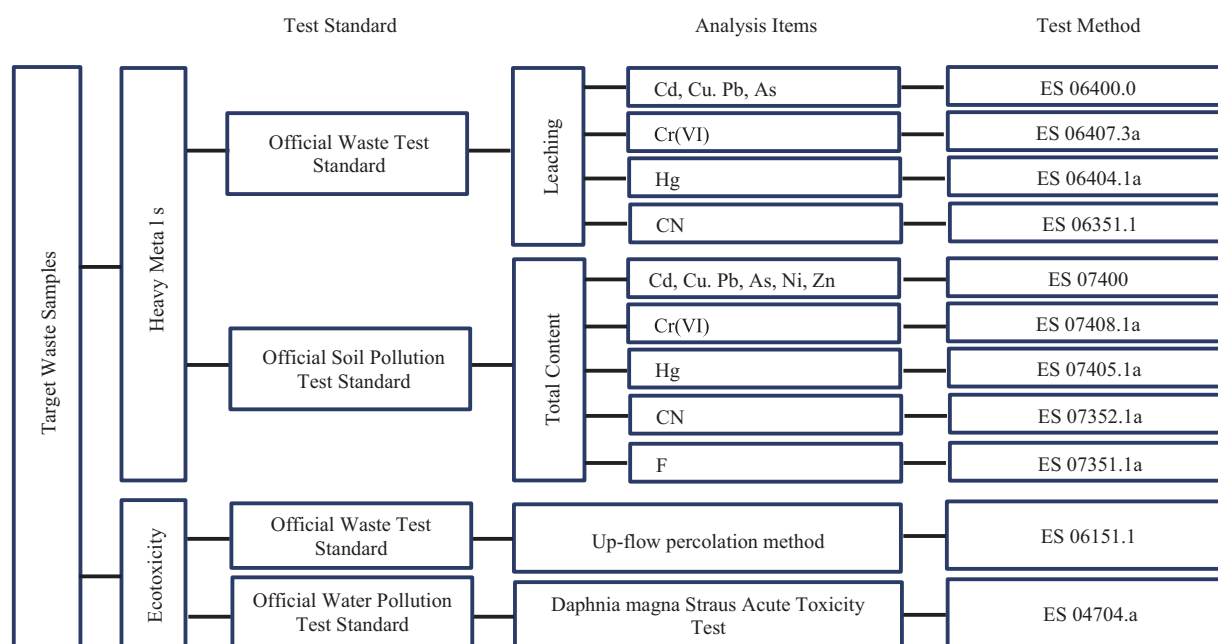 Test Standard
Analysis Items
Test Method
Target Waste Samples
Heavy Meta l s
Official Waste Test
Standard
Leaching
Cd, Cu. Pb, As
ES 06400.0
Cr(VI)
ES 06407.3a
Hg
ES 06404.1a
CN
ES 06351.1
Official Soil Pollution
Test Standard
Total Content
Cd, Cu. Pb, As, Ni, Zn
ES 07400
Cr(VI)
ES 07408.1a
Hg
ES 07405.1a
CN
ES 07352.1a
F
ES 07351.1a
Ecotoxicity
Official Waste Test
Standard
Up-flow percolation method
ES 06151.1
Official Water Pollution
Test Standard
Daphnia magna Straus Acute Toxicity
Test
ES 04704.a